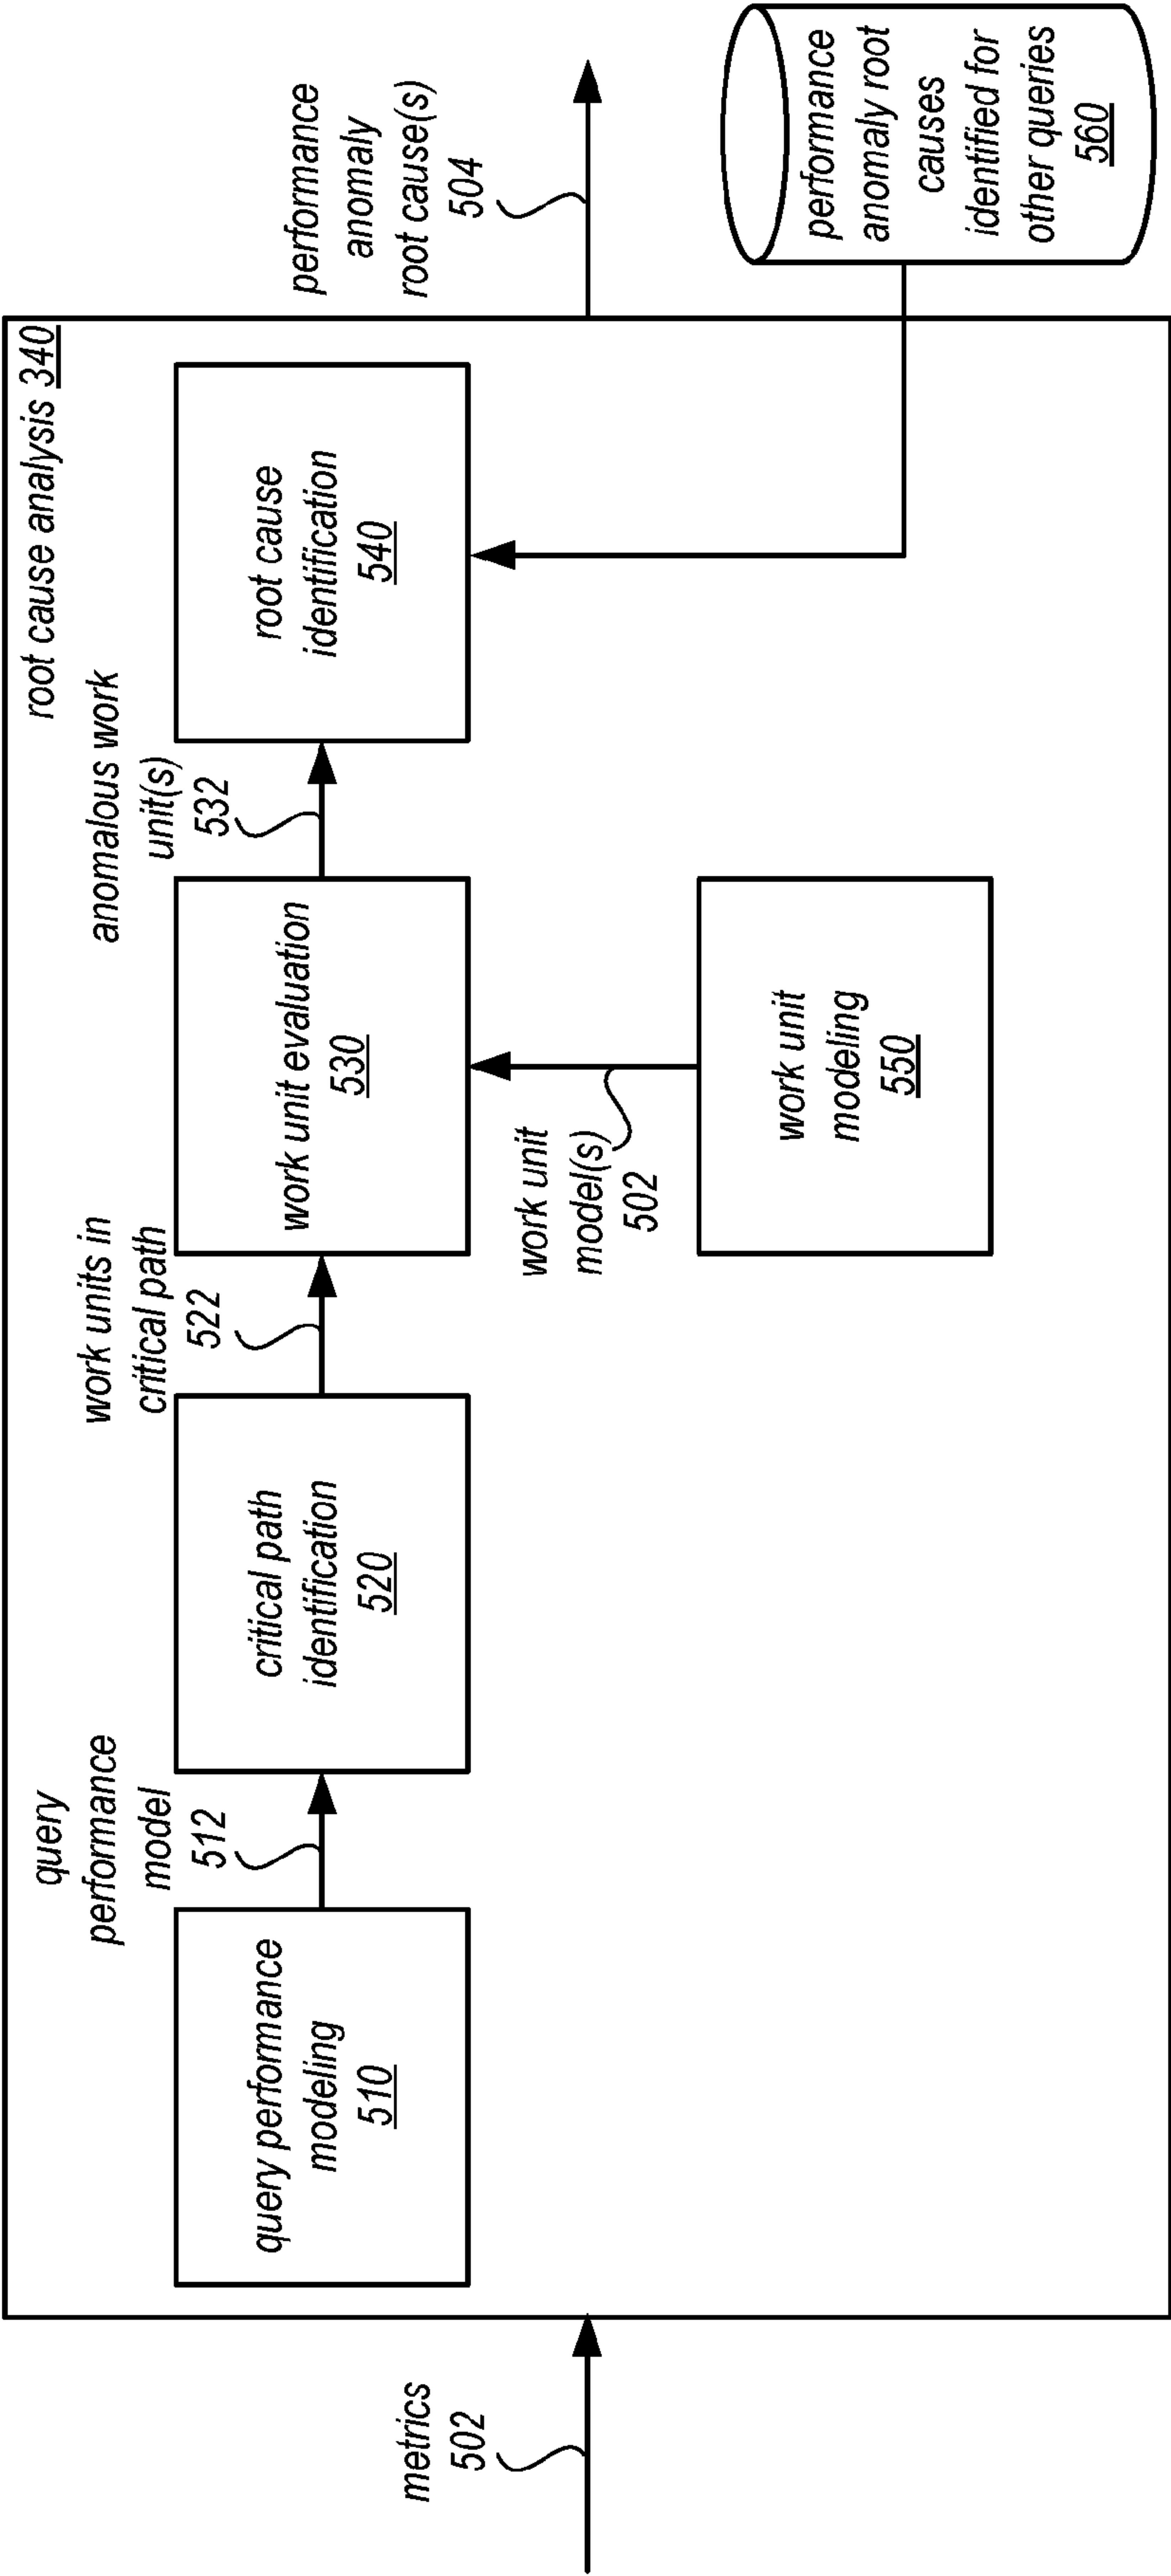 root cause analysis 340
metrics
502
query performance
modeling
510
query
performance
model
512
critical path
identification
520
work units in
critical path
522
work unit evaluation
530
work unit
model(s)
502
work unit
modeling
550
anomalous work
unit(s)
532
root cause
identification
540
performance
anomaly
root cause(s)
504
performance
anomaly root
causes
identified for
other queries
560